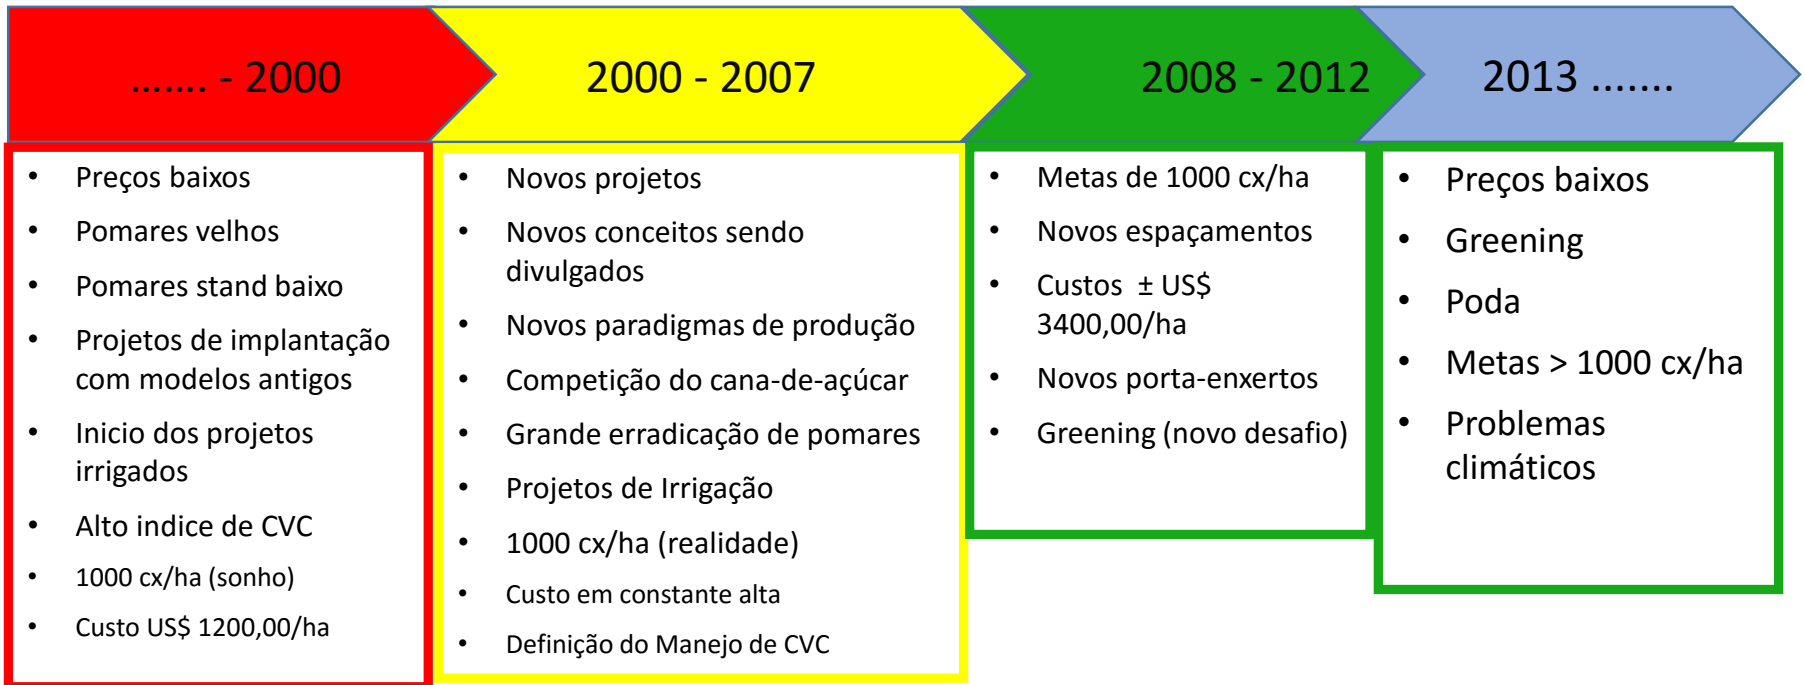 ....... - 2000
2000 - 2007
2008 - 2012
2013 .......
• Preços baixos
• Pomares velhos
• Pomares stand baixo
• Projetos de implantação
com modelos antigos
• Inicio dos projetos
irrigados
• Alto indice de CVC
• 1000 cx/ha (sonho)
• Custo US$ 1200,00/ha
• Novos projetos
• Novos conceitos sendo
divulgados
• Novos paradigmas de produção
• Competição do cana-de-açúcar
• Grande erradicação de pomares
• Projetos de Irrigação
• 1000 cx/ha (realidade)
• Custo em constante alta
• Definição do Manejo de CVC
• Metas de 1000 cx/ha
• Novos espaçamentos
• Custos ± US$
3400,00/ha
• Novos porta-enxertos
• Greening (novo desafio)
• Preços baixos
• Greening
• Poda
• Metas > 1000 cx/ha
• Problemas
climáticos